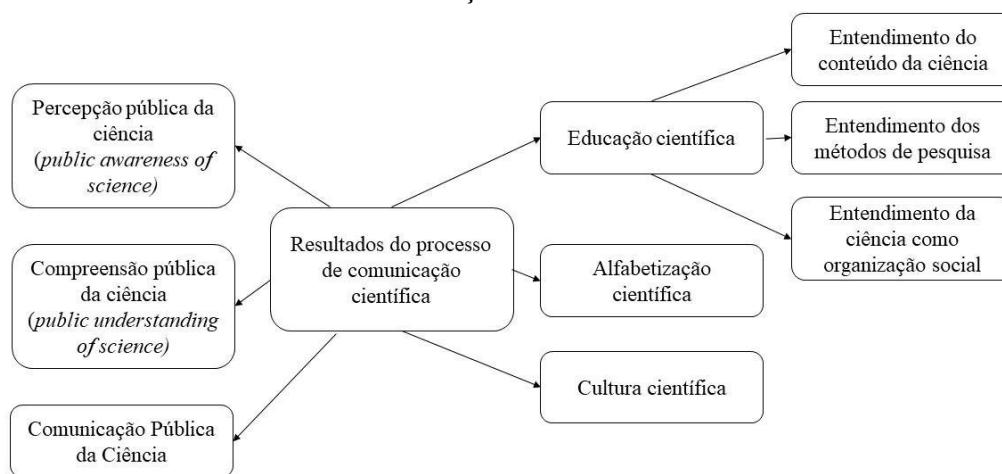 Percepção pública da
ciência
(public awareness of
science)
Compreensão pública
da ciência
(public understanding
of science)
Comunicação Pública
da Ciência
Resultados do processo
de comunicação
científica
Educação científica
Alfabetização
científica
Cultura científica
Entendimento do
conteúdo da ciência
Entendimento dos
métodos de pesquisa
Entendimento da
ciência como
organização social